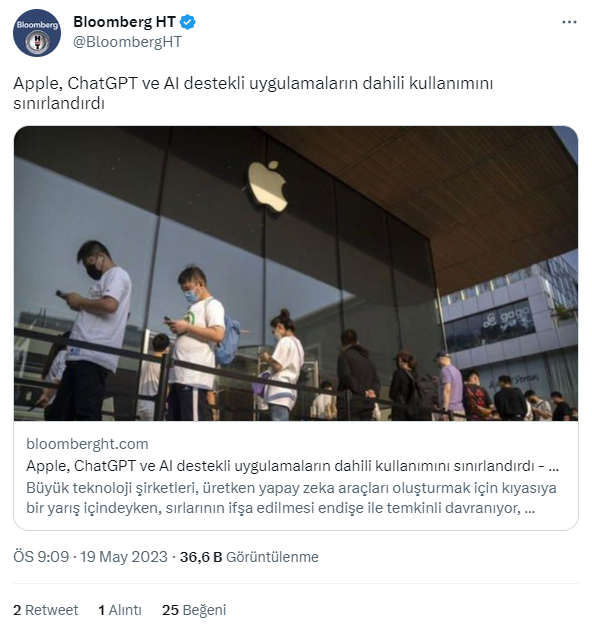 Bloomberg HT
@BloombergHT
Apple, ChatGPT ve AI destekli uygulamaların dahili kullanımını
sınırlandırdı
bloomberght.com
Apple, ChatGPT ve AI destekli uygulamaların dahili kullanımını sınırlandırdı - ...
Büyük teknoloji şirketleri, üretken yapay zeka araçları oluşturmak için kıyasıya
bir yarış içindeyken, sırlarının ifşa edilmesi endişe ile temkinli davranıyor, ...
ÖS 9:09 · 19 May 2023 · 36,6 B Görüntülenme
2 Retweet 1 Alıntı 25 Beğeni